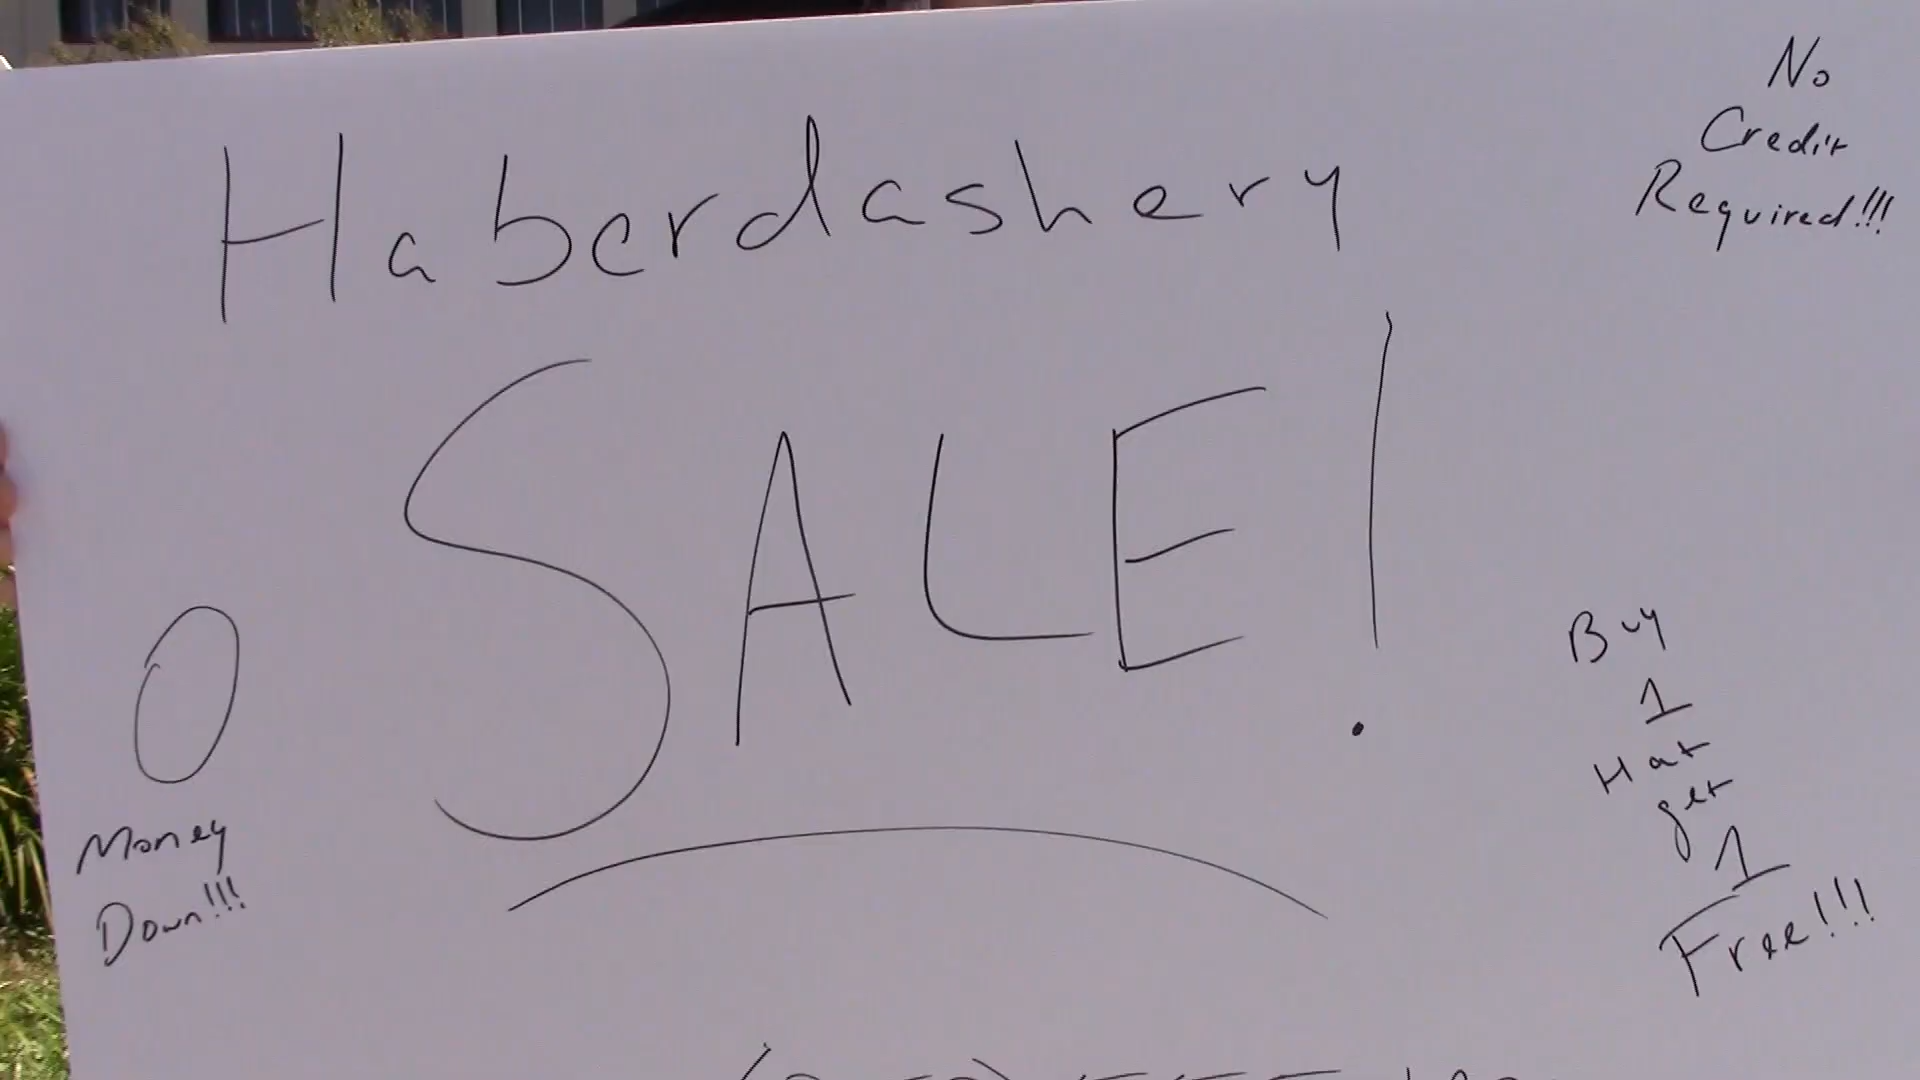 Haberdashery
SALE!
No
Credit
Required!!!
0
Money
Down!!!
Buy
1
Hat
get
1
Free!!!